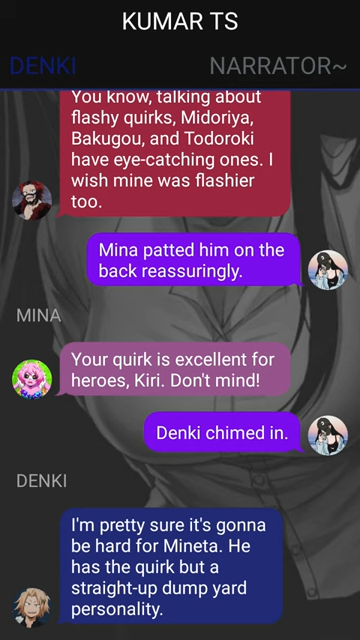 KUMAR TS
DENKI
NARRATOR~
You know, talking about
flashy quirks, Midoriya,
Bakugou, and Todoroki
have eye-catching ones. I
wish mine was flashier
too.
Mina patted him on the
back reassuringly.
MINA
Your quirk is excellent for
heroes, Kiri. Don't mind!
Denki chimed in.
DENKI
I'm pretty sure it's gonna
be hard for Mineta. He
has the quirk but a
straight-up dump yard
personality.